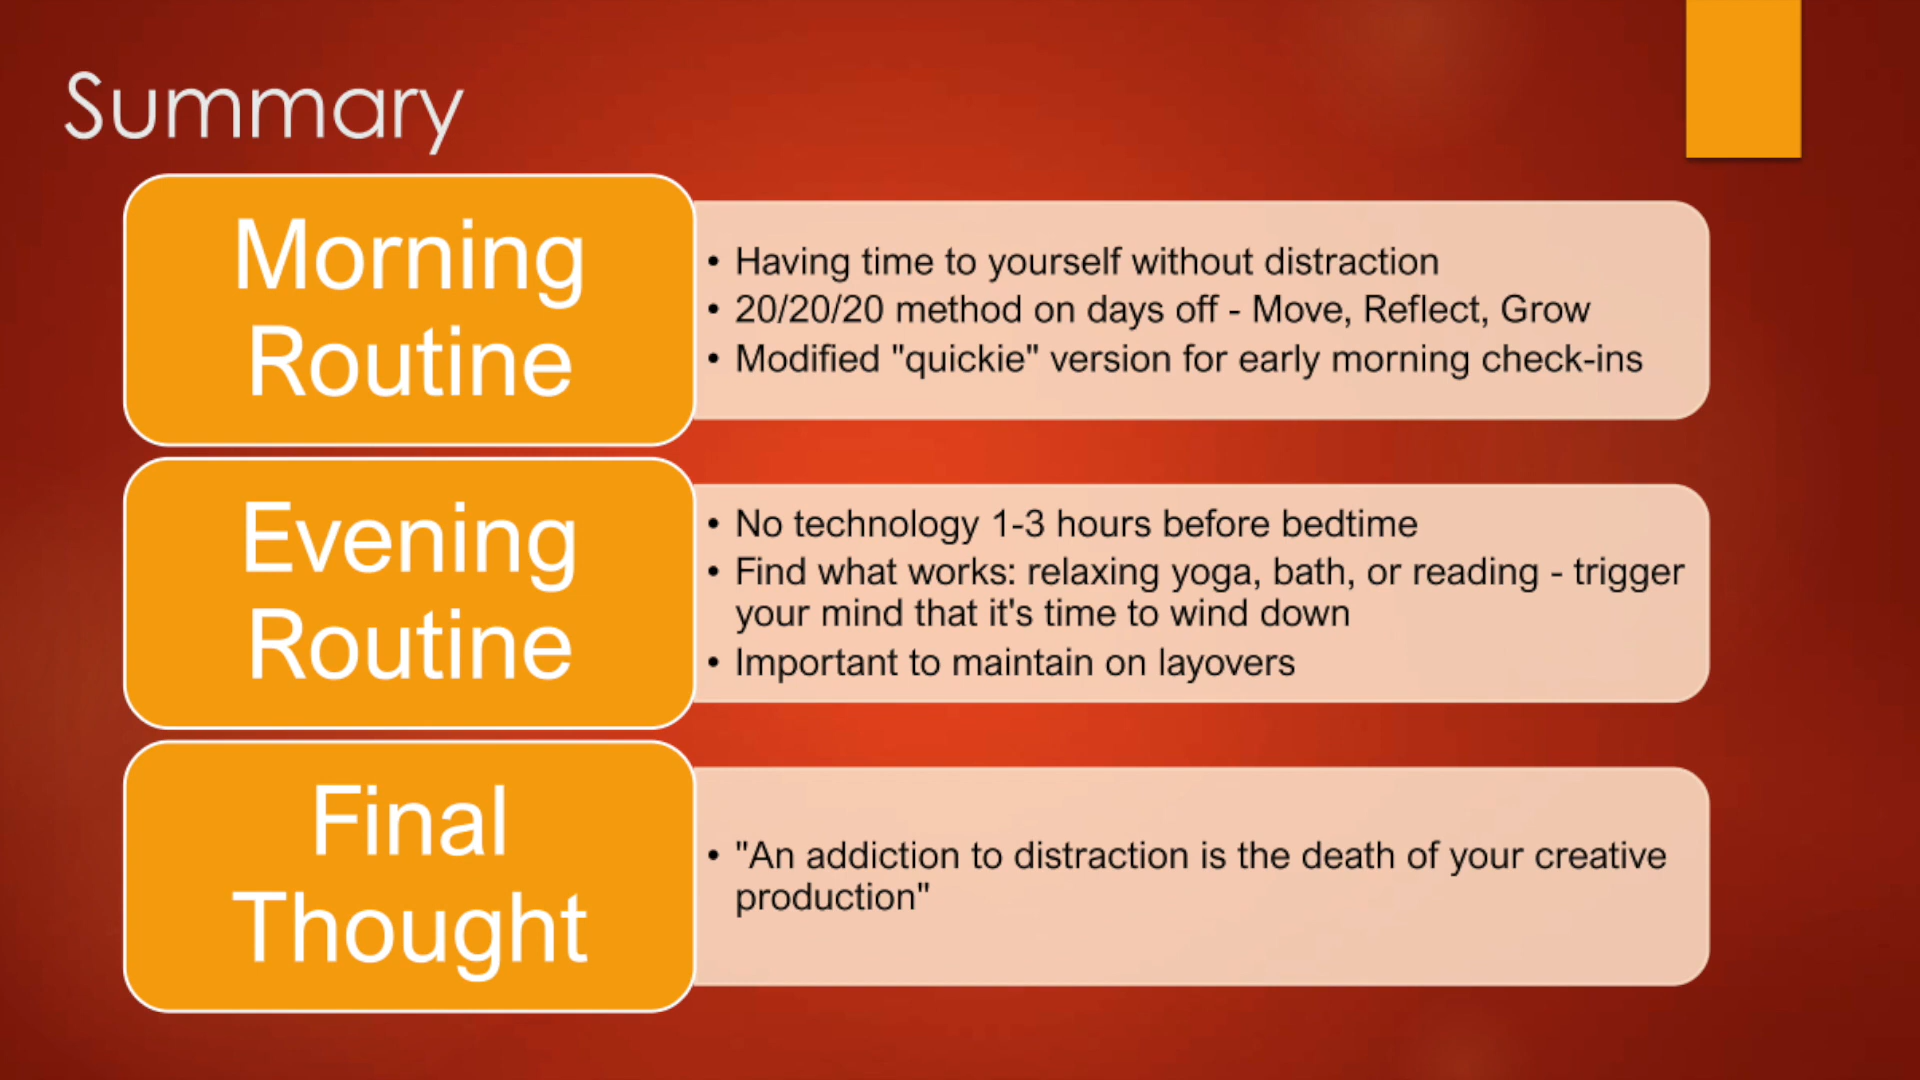 Summary
Morning
Routine
• Having time to yourself without distraction
• 20/20/20 method on days off - Move, Reflect, Grow
• Modified "quickie" version for early morning check-ins
Evening
Routine
• No technology 1-3 hours before bedtime
• Find what works: relaxing yoga, bath, or reading - trigger
your mind that it's time to wind down
• Important to maintain on layovers
Final
Thought
• "An addiction to distraction is the death of your creative
production"